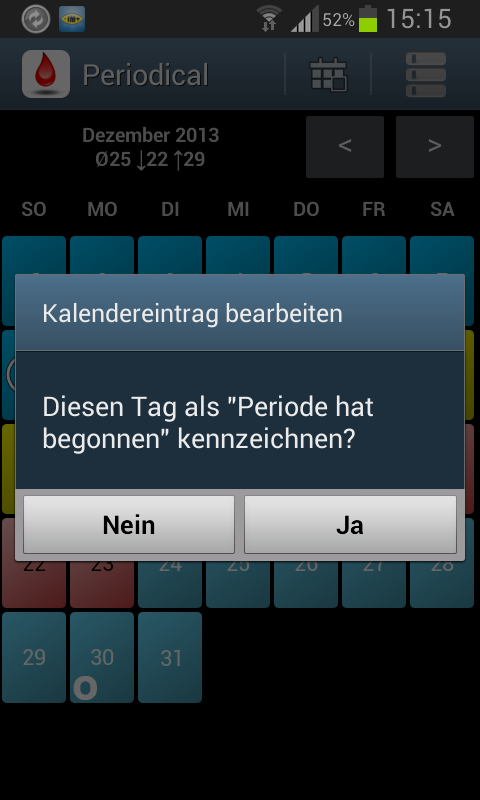 52% 15:15
Periodical
Dezember 2013
Ø25 ↓22 ↑29
< >
SO MO DI MI DO FR SA
Kalendereintrag bearbeiten
Diesen Tag als "Periode hat
begonnen" kennzeichnen?
Nein Ja
22 23 24 25 26 27 28
29 30 31